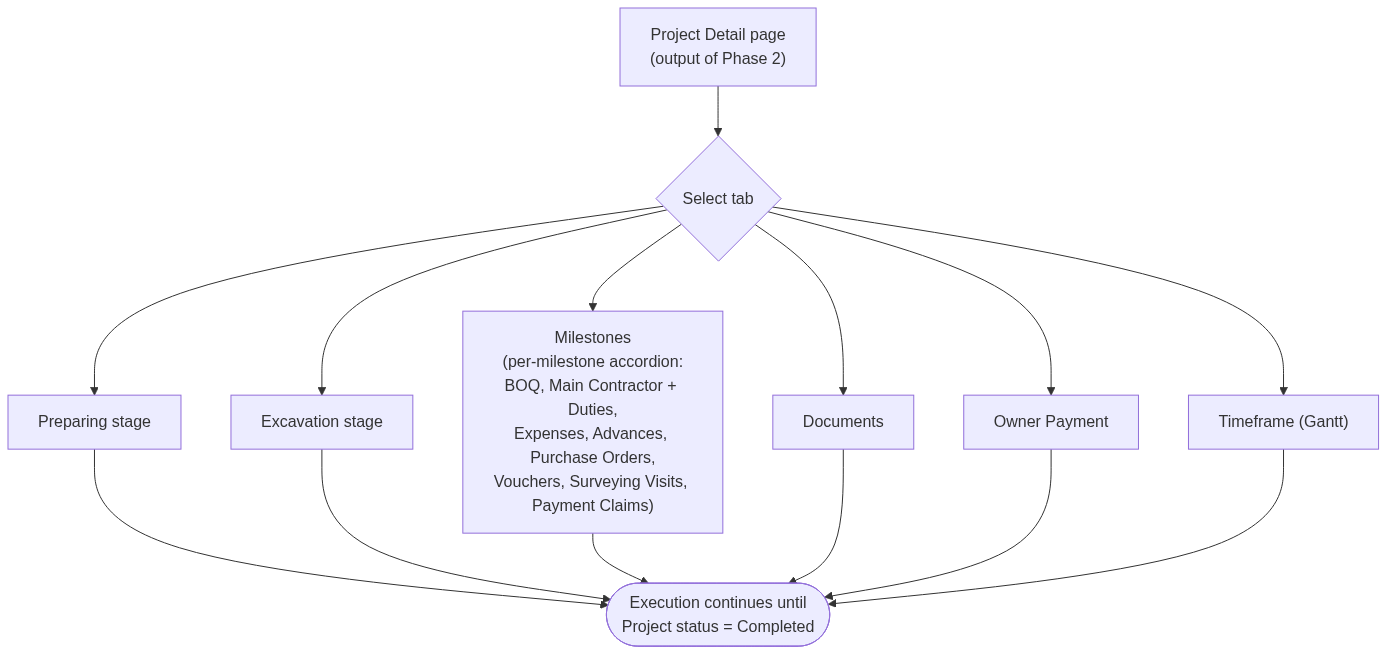 Project Detail page
(output of Phase 2)
Select tab
Milestones
(per-milestone accordion:
BOQ, Main Contractor +
Duties,
Expenses, Advances,
Purchase Orders,
Vouchers, Surveying Visits,
Payment Claims)
Preparing stage
Excavation stage
Documents
Owner Payment
Timeframe (Gantt)
Execution continues until
Project status = Completed